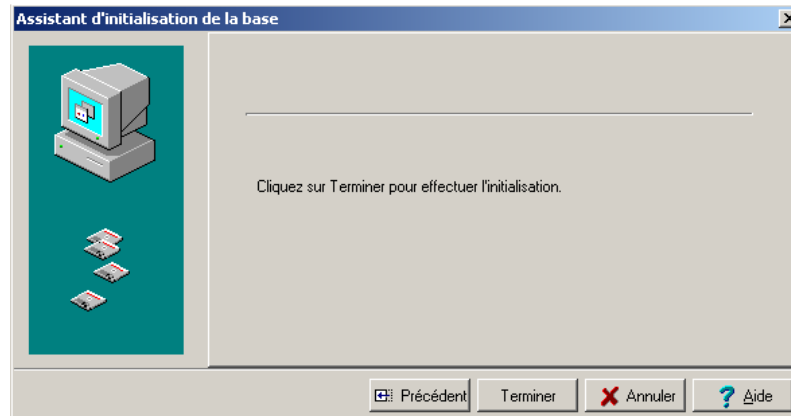 Assistant d'initialisation de la base
Cliquez sur Terminer pour effectuer l'initialisation.
Précédent Terminer Annuler Aide